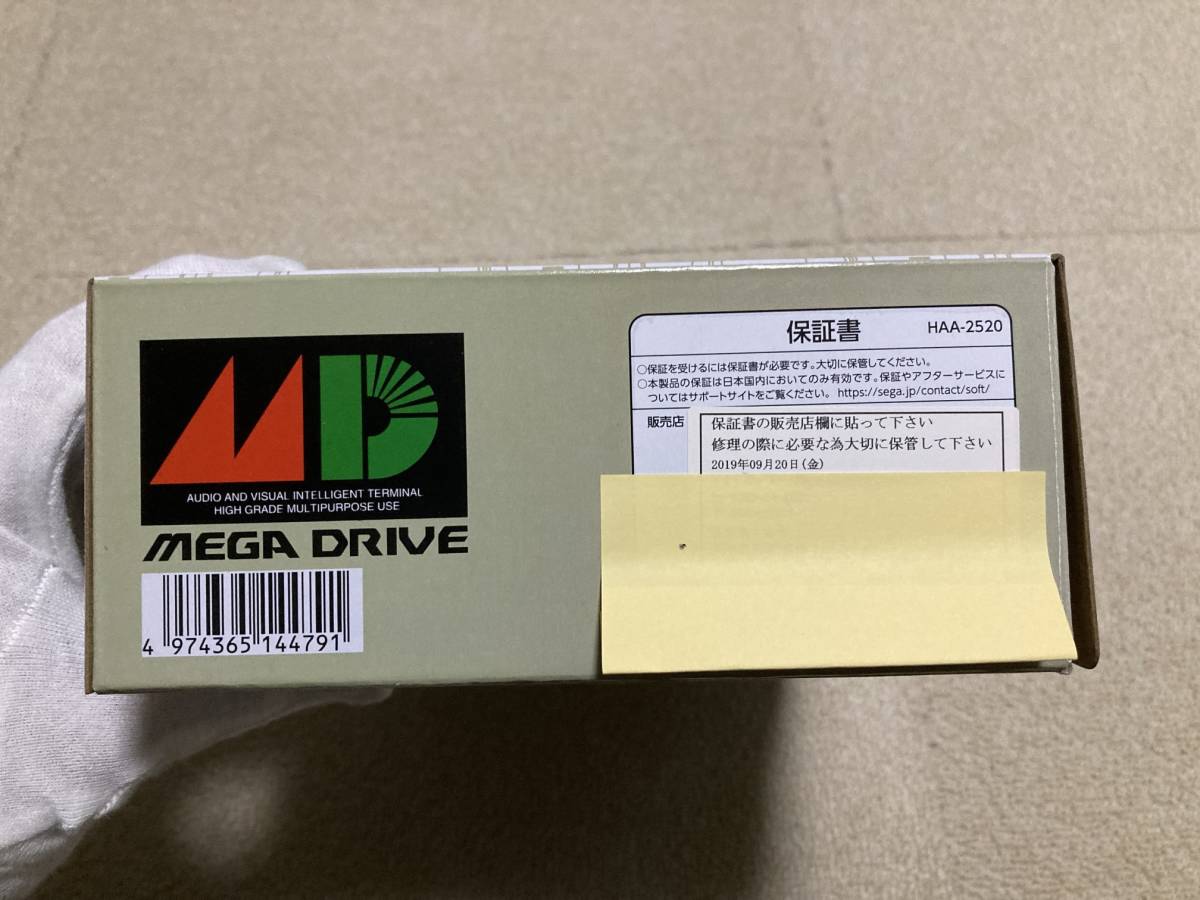 MD
AUDIO AND VISUAL INTELLIGENT TERMINAL
HIGH GRADE MULTIPURPOSE USE
MEGA DRIVE
4 974365 144791
保証書 HAA-2520
○保証を受けるには保証書が必要です。大切に保管してください。
○本製品の保証は日本国内においてのみ有効です。保証やアフターサービスに
ついてはサポートサイトをご覧ください。 https://sega.jp/contact/soft/
販売店
保証書の販売店欄に貼って下さい
修理の際に必要な為大切に保管して下さい
2019年09月20日(金)